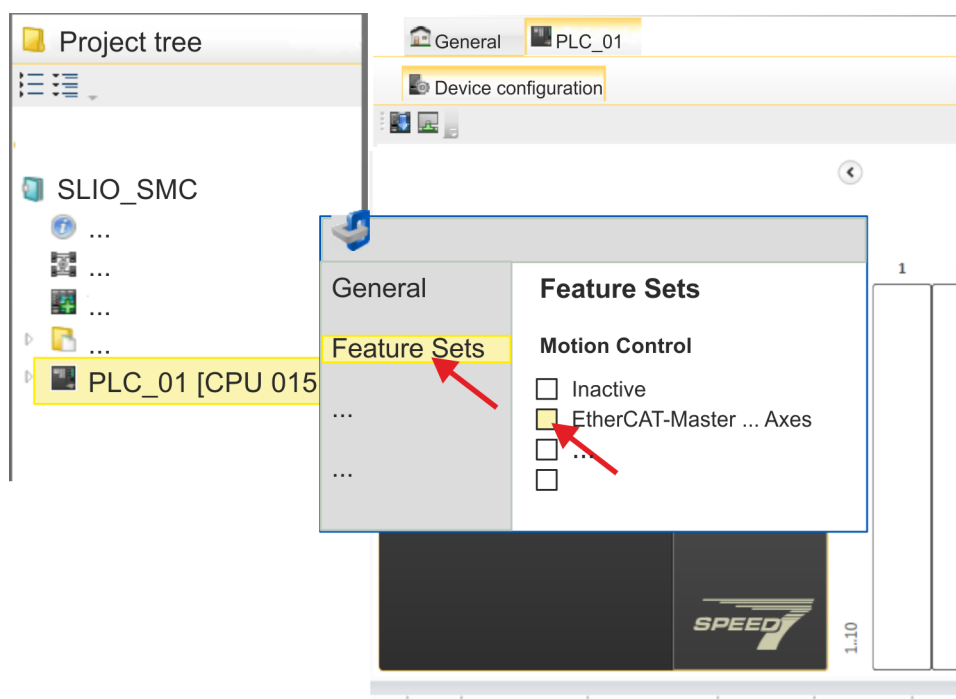 Project tree
SLIO_SMC
...
...
...
...
PLC_01 [CPU 015
General
PLC_01
Device configuration
General
Feature Sets
...
...
Feature Sets
Motion Control
Inactive
EtherCAT-Master ... Axes
...
1
SPEED7
1..10